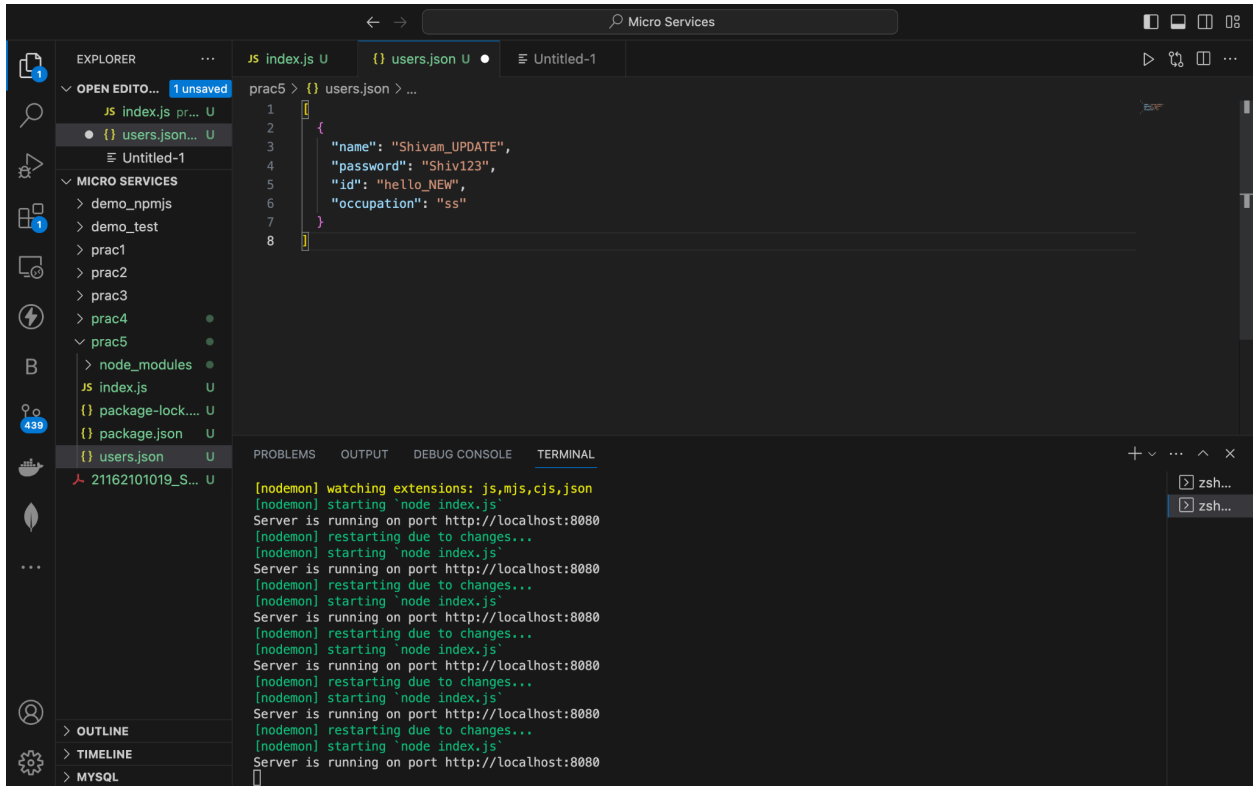 ← → Micro Services
EXPLORER ...
OPEN EDITO... 1 unsaved
JS index.js pr... U
● {} users.json... U
Untitled-1
MICRO SERVICES
> demo_npmjs
> demo_test
> prac1
> prac2
> prac3
> prac4
prac5
> node_modules
JS index.js U
{} package-lock.... U
{} package.json U
{} users.json U
21162101019_S... U
> OUTLINE
> TIMELINE
> MYSQL
1
1
B
439
JS index.js U {} users.json U ● Untitled-1
prac5 > {} users.json > ...
1 [
2 {
3 "name": "Shivam_UPDATE",
4 "password": "Shiv123",
5 "id": "hello_NEW",
6 "occupation": "ss"
7 }
8 ]
PROBLEMS OUTPUT DEBUG CONSOLE TERMINAL
[nodemon] watching extensions: js,mjs,cjs,json
[nodemon] starting `node index.js`
Server is running on port http://localhost:8080
[nodemon] restarting due to changes...
[nodemon] starting `node index.js`
Server is running on port http://localhost:8080
[nodemon] restarting due to changes...
[nodemon] starting `node index.js`
Server is running on port http://localhost:8080
[nodemon] restarting due to changes...
[nodemon] starting `node index.js`
Server is running on port http://localhost:8080
[nodemon] restarting due to changes...
[nodemon] starting `node index.js`
Server is running on port http://localhost:8080
[nodemon] restarting due to changes...
[nodemon] starting `node index.js`
Server is running on port http://localhost:8080
zsh...
zsh...